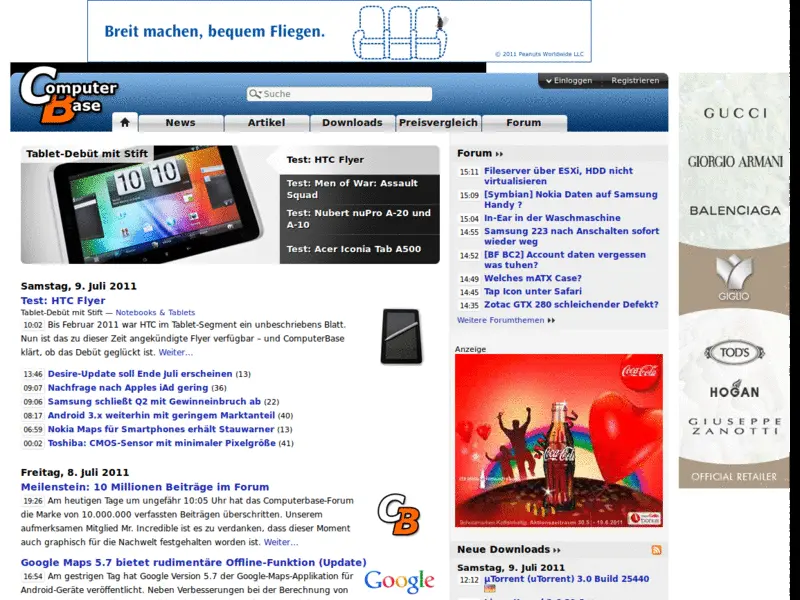 Breit machen, bequem Fliegen.
© 2011 Peanuts Worldwide LLC
Computer
Base
Suche
Einloggen
Registrieren
News
Artikel
Downloads
Preisvergleich
Forum
Tablet-Debüt mit Stift
Test: HTC Flyer
Test: Men of War: Assault
Squad
Test: Nubert nuPro A-20 und
A-10
Test: Acer Iconia Tab A500
Samstag, 9. Juli 2011
Test: HTC Flyer
Tablet-Debüt mit Stift — Notebooks & Tablets
10:02 Bis Februar 2011 war HTC im Tablet-Segment ein unbeschriebens Blatt.
Nun ist das zu dieser Zeit angekündigte Flyer verfügbar – und ComputerBase
klärt, ob das Debüt geglückt ist. Weiter…
13:46 Desire-Update soll Ende Juli erscheinen (13)
09:07 Nachfrage nach Apples iAd gering (36)
09:06 Samsung schließt Q2 mit Gewinneinbruch ab (22)
08:17 Android 3.x weiterhin mit geringem Marktanteil (40)
06:59 Nokia Maps für Smartphones erhält Stauwarner (13)
00:02 Toshiba: CMOS-Sensor mit minimaler Pixelgröße (41)
Freitag, 8. Juli 2011
Meilenstein: 10 Millionen Beiträge im Forum
19:26 Am heutigen Tage um ungefähr 10:05 Uhr hat das Computerbase-Forum
die Marke von 10.000.000 verfassten Beiträgen überschritten. Unserem
aufmerksamen Mitglied Mr. Incredible ist es zu verdanken, dass dieser Moment
auch graphisch für die Nachwelt festgehalten worden ist. Weiter…
CB
Google Maps 5.7 bietet rudimentäre Offline-Funktion (Update)
16:54 Am gestrigen Tag hat Google Version 5.7 der Google-Maps-Applikation für
Android-Geräte veröffentlicht. Neben Verbesserungen bei der Berechnung von
Google
Forum
15:11 Fileserver über ESXi, HDD nicht
virtualisieren
15:09 [Symbian] Nokia Daten auf Samsung
Handy ?
15:04 In-Ear in der Waschmaschine
14:55 Samsung 223 nach Anschalten sofort
wieder weg
14:52 [BF BC2] Account daten vergessen
was tuhen?
14:49 Welches mATX Case?
14:45 Tap Icon unter Safari
14:35 Zotac GTX 280 schleichender Defekt?
Weitere Forumthemen
Anzeige
Coca-Cola
Coca-Cola
Neue Downloads
Samstag, 9. Juli 2011
12:12 µTorrent (uTorrent) 3.0 Build 25440
GUCCI
GIORGIO ARMANI
BALENCIAGA
GIGLIO
TOD'S
HOGAN
GIUSEPPE
ZANOTTI
OFFICIAL RETAILER